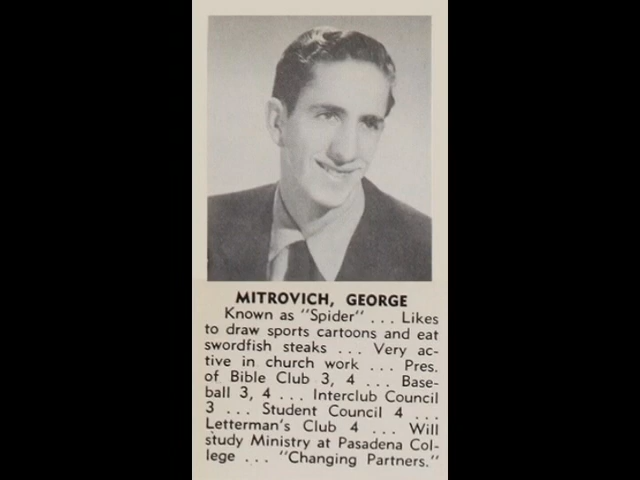 MITROVICH, GEORGE
Known as "Spider" ... Likes
to draw sports cartoons and eat
swordfish steaks ... Very ac-
tive in church work ... Pres.
of Bible Club 3, 4 ... Base-
ball 3, 4 ... Interclub Council
3 ... Student Council 4 ...
Letterman's Club 4 ... Will
study Ministry at Pasadena Col-
lege ... "Changing Partners."